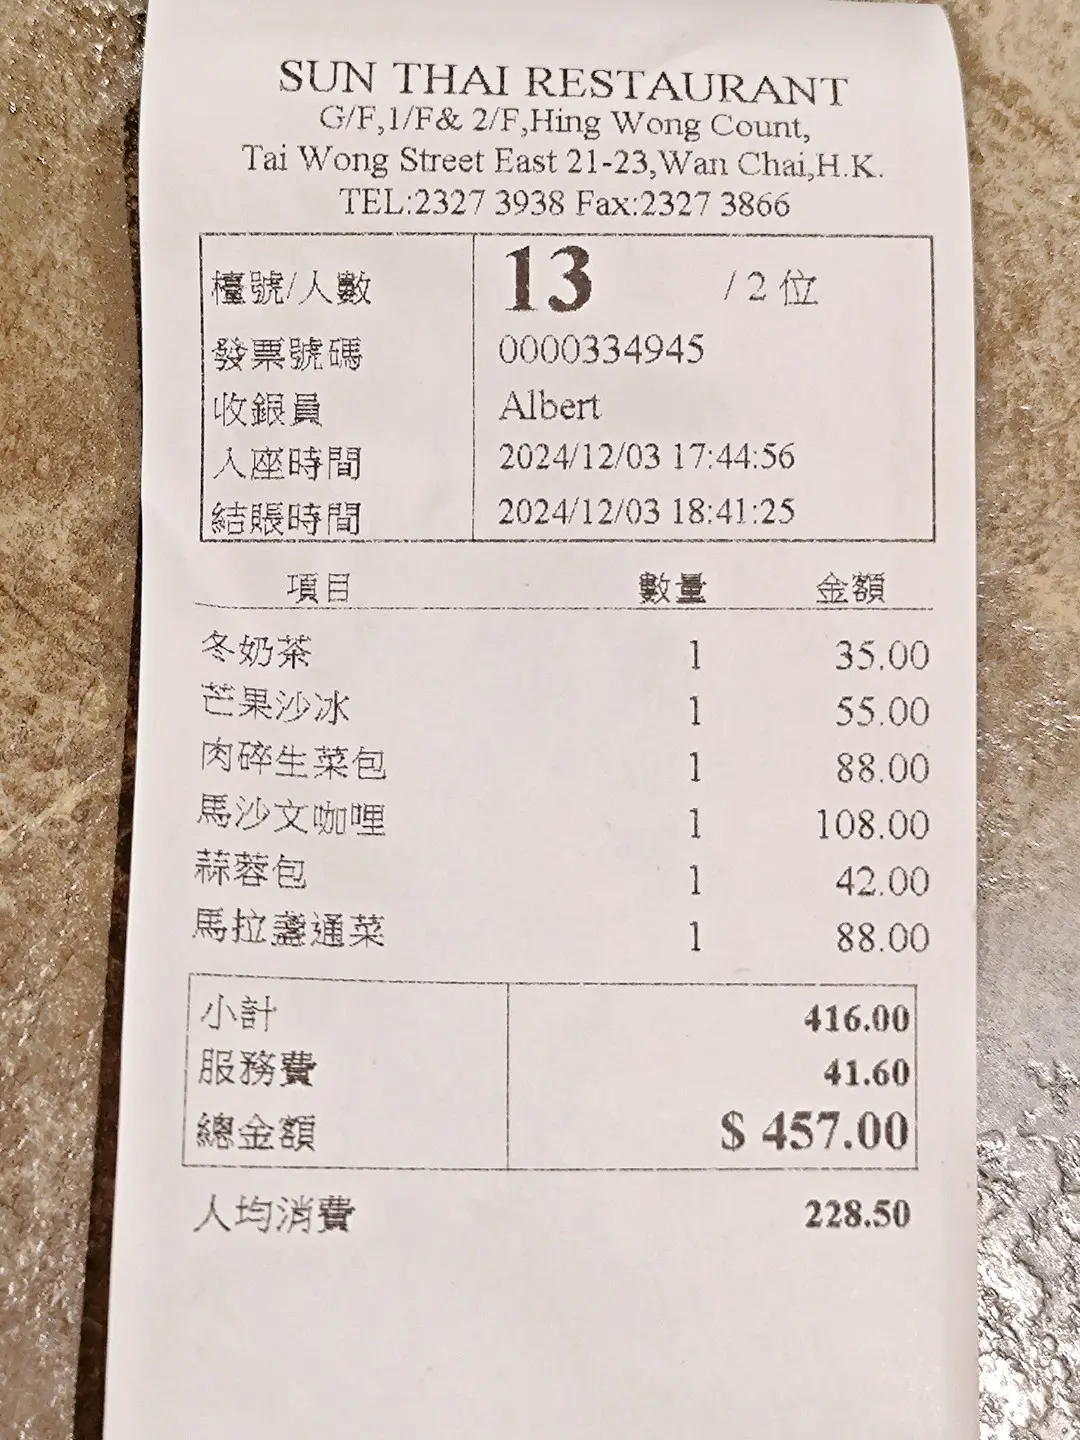 SUN THAI RESTAURANT
G/F,1/F& 2/F,Hing Wong Count,
Tai Wong Street East 21-23,Wan Chai,H.K.
TEL:2327 3938 Fax:2327 3866
檯號/人數 13 / 2 位
發票號碼 0000334945
收銀員 Albert
入座時間 2024/12/03 17:44:56
結賬時間 2024/12/03 18:41:25
項目 數量 金額
冬奶茶 1 35.00
芒果沙冰 1 55.00
肉碎生菜包 1 88.00
馬沙文咖哩 1 108.00
蒜蓉包 1 42.00
馬拉盞通菜 1 88.00
小計 416.00
服務費 41.60
總金額 $ 457.00
人均消費 228.50